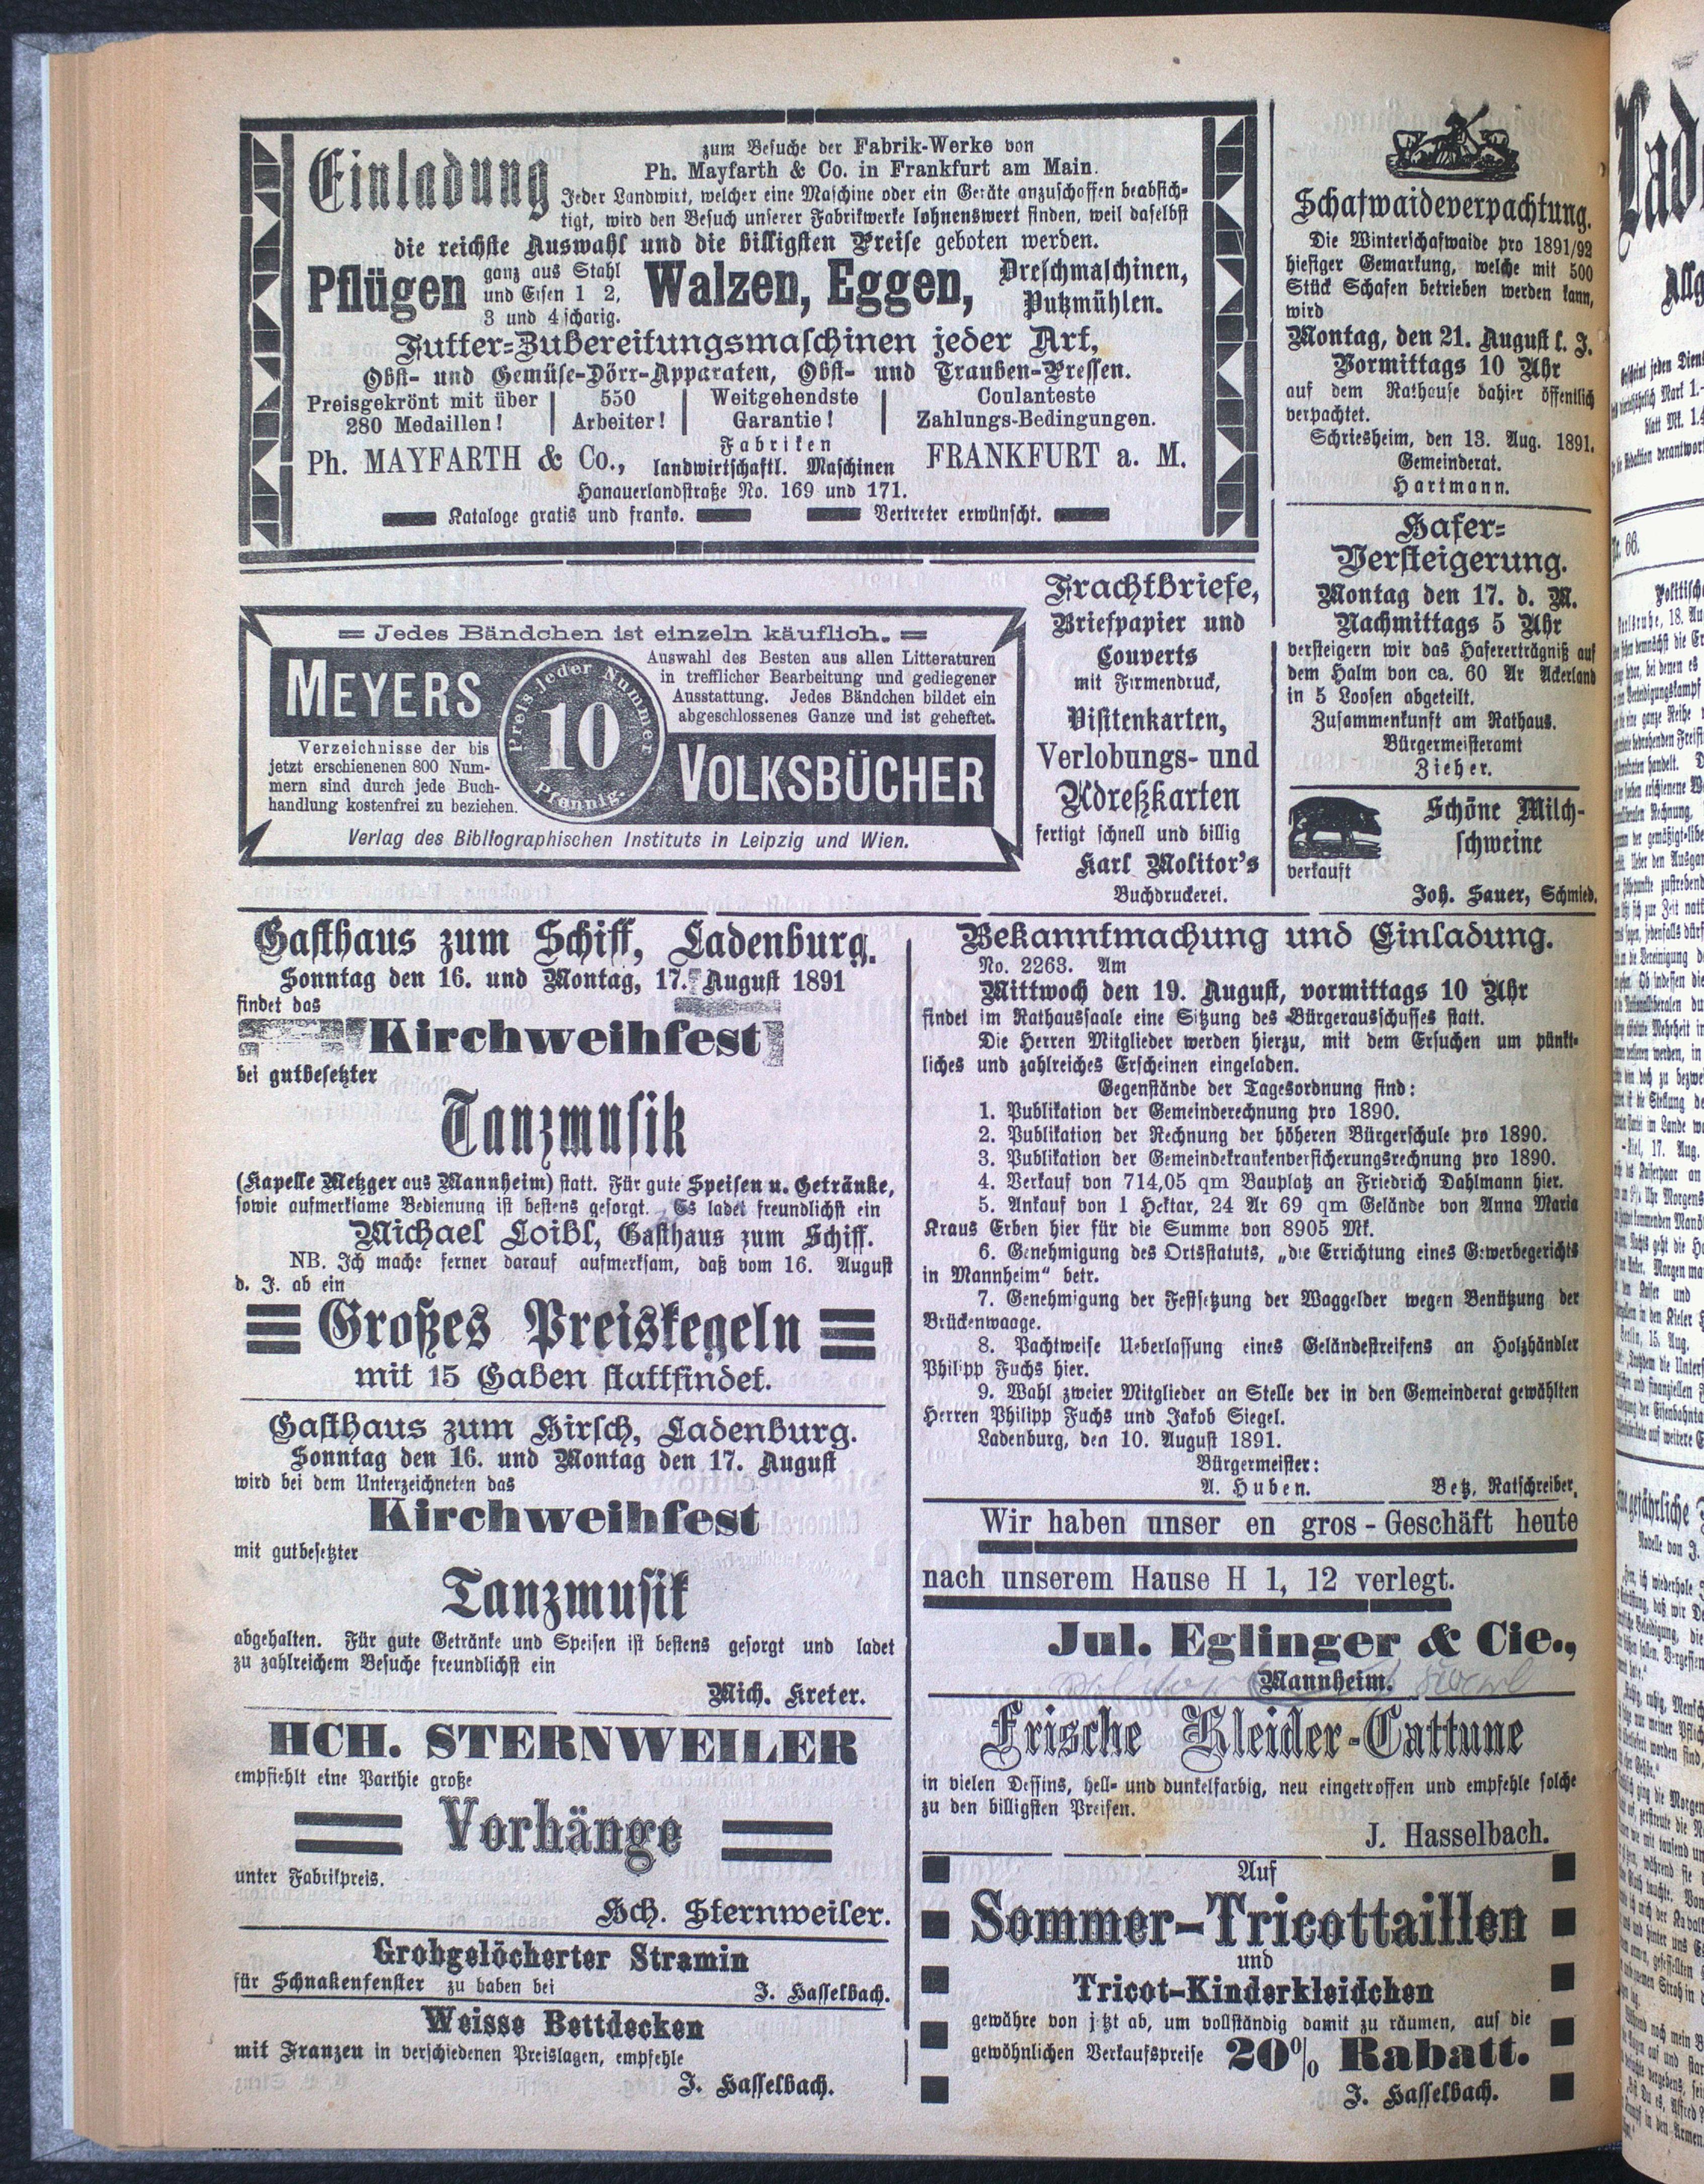 Einladung
zum Besuche der Fabrik-Werke von
Ph. Mayfarth & Co. in Frankfurt am Main.
Jeder Landwirt, welcher eine Maschine oder ein Geräte anzuschaffen beabsich-
tigt, wird den Besuch unserer Fabrikwerke lohnenswert finden, weil daselbst
die reichste Auswahl und die billigsten Preise geboten werden.
Pflügen ganz aus Stahl und Eisen 1 2, 3 und 4scharig. Walzen, Eggen, Dreschmaschinen, Putzmühlen.
Futter-Zubereitungsmaschinen jeder Art,
Obst- und Gemüse-Dörr-Apparaten, Obst- und Trauben-Pressen.
Preisgekrönt mit über 280 Medaillen!
550 Arbeiter!
Weitgehendste Garantie!
Coulanteste Zahlungs-Bedingungen.
Ph. MAYFARTH & Co., Fabriken landwirtschaftl. Maschinen FRANKFURT a. M.
Hanauerlandstraße No. 169 und 171.
Kataloge gratis und franko. Vertreter erwünscht.
Jedes Bändchen ist einzeln käuflich.
MEYERS
Preis jeder Nummer
10
Pfennig.
Auswahl des Besten aus allen Litteraturen
in trefflicher Bearbeitung und gediegener
Ausstattung. Jedes Bändchen bildet ein
abgeschlossenes Ganze und ist geheftet.
Verzeichnisse der bis
jetzt erschienenen 800 Num-
mern sind durch jede Buch-
handlung kostenfrei zu beziehen.
VOLKSBÜCHER
Verlag des Bibliographischen Instituts in Leipzig und Wien.
Frachtbriefe,
Briefpapier und
Couverts
mit Firmendruck,
Visitenkarten,
Verlobungs- und
Adreßkarten
fertigt schnell und billig
Karl Molitor's
Buchdruckerei.
Schafwaideverpachtung.
Die Winterschafwaide pro 1891/92
hiesiger Gemarkung, welche mit 500
Stück Schafen betrieben werden kann,
wird
Montag, den 21. August l. J.
Vormittags 10 Uhr
auf dem Rathause dahier öffentlich
verpachtet.
Schriesheim, den 13. Aug. 1891.
Gemeinderat.
Hartmann.
Hafer-
Versteigerung.
Montag den 17. d. M.
Nachmittags 5 Uhr
versteigern wir das Hafererträgniß auf
dem Halm von ca. 60 Ar Ackerland
in 5 Loosen abgeteilt.
Zusammenkunft am Rathaus.
Bürgermeisteramt
Zieher.
Schöne Milch-
schweine
verkauft
Joh. Sauer, Schmied.
Gasthaus zum Schiff, Ladenburg.
Sonntag den 16. und Montag, 17. August 1891
findet das
Kirchweihfest
bei gutbesetzter
Tanzmusik
(Kapelle Metzger aus Mannheim) statt. Für gute Speisen u. Getränke,
sowie aufmerksame Bedienung ist bestens gesorgt. Es ladet freundlichst ein
Michael Loibl, Gasthaus zum Schiff.
NB. Ich mache ferner darauf aufmerksam, daß vom 16. August
d. J. ab ein
Großes Preiskegeln
mit 15 Gaben stattfindet.
Gasthaus zum Hirsch, Ladenburg.
Sonntag den 16. und Montag den 17. August
wird bei dem Unterzeichneten das
Kirchweihfest
mit gutbesetzter
Tanzmusik
abgehalten. Für gute Getränke und Speisen ist bestens gesorgt und ladet
zu zahlreichem Besuche freundlichst ein
Mich. Kreter.
HCH. STERNWEILER
empfiehlt eine Parthie große
Vorhänge
unter Fabrikpreis.
Hch. Sternweiler.
Grobgelöcherter Stramin
für Schnakenfenster zu haben bei
J. Hasselbach.
Weisse Bettdecken
mit Franzen in verschiedenen Preislagen, empfehle
J. Hasselbach.
Bekanntmachung und Einladung.
No. 2263. Am
Mittwoch den 19. August, vormittags 10 Uhr
findet im Rathaussaale eine Sitzung des Bürgerausschusses statt.
Die Herren Mitglieder werden hierzu, mit dem Ersuchen um pünkt-
liches und zahlreiches Erscheinen eingeladen.
Gegenstände der Tagesordnung sind:
1. Publikation der Gemeinderechnung pro 1890.
2. Publikation der Rechnung der höheren Bürgerschule pro 1890.
3. Publikation der Gemeindekrankenversicherungsrechnung pro 1890.
4. Verkauf von 714,05 qm Bauplatz an Friedrich Dahlmann hier.
5. Ankauf von 1 Hektar, 24 Ar 69 qm Gelände von Anna Maria
Kraus Erben hier für die Summe von 8905 Mk.
6. Genehmigung des Ortsstatuts, „die Errichtung eines Gewerbegerichts
in Mannheim“ betr.
7. Genehmigung der Festsetzung der Waggelder wegen Benützung der
Brückenwaage.
8. Pachtweise Ueberlassung eines Geländestreifens an Holzhändler
Philipp Fuchs hier.
9. Wahl zweier Mitglieder an Stelle der in den Gemeinderat gewählten
Herren Philipp Fuchs und Jakob Siegel.
Ladenburg, den 10. August 1891.
Bürgermeister:
A. Huben. Betz, Ratschreiber,
Wir haben unser en gros - Geschäft heute
nach unserem Hause H 1, 12 verlegt.
Jul. Eglinger & Cie.,
Mannheim.
Frische Kleider-Cattune
in vielen Dessins, hell- und dunkelfarbig, neu eingetroffen und empfehle solche
zu den billigsten Preisen.
J. Hasselbach.
Auf
Sommer-Tricottaillen
und
Tricot-Kinderkleidchen
gewähre von jetzt ab, um vollständig damit zu räumen, auf die
gewöhnlichen Verkaufspreise 20% Rabatt.
J. Hasselbach.